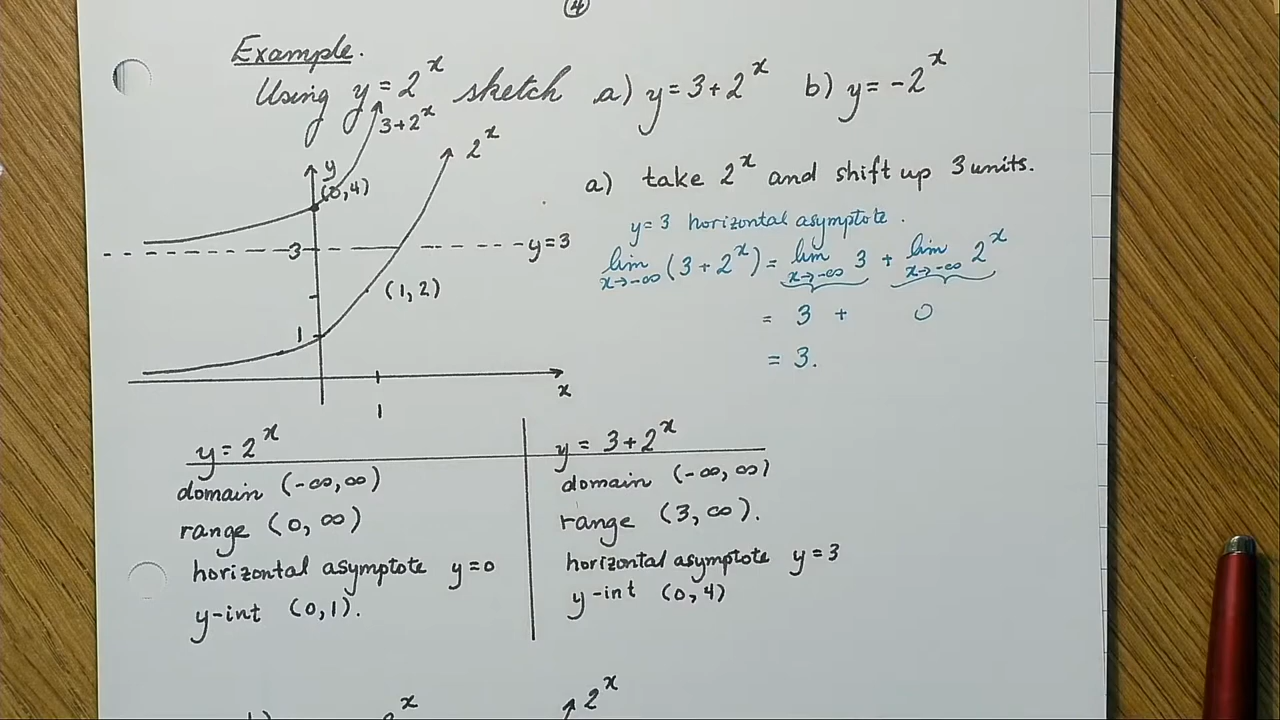 ④
Example.
Using y = 2^x sketch a) y = 3 + 2^x b) y = -2^x
3+2^x
2^x
y
(0,4)
3
y=3
(1,2)
1
x
1
a) take 2^x and shift up 3 units.
y=3 horizontal asymptote.
lim x→-∞ (3+2^x) = lim x→-∞ 3 + lim x→-∞ 2^x
= 3 + 0
= 3.
y = 2^x
domain (-∞,∞)
range (0,∞)
horizontal asymptote y=0
y-int (0,1).
y = 3+2^x
domain (-∞,∞)
range (3,∞).
horizontal asymptote y=3
y-int (0,4)
2^x